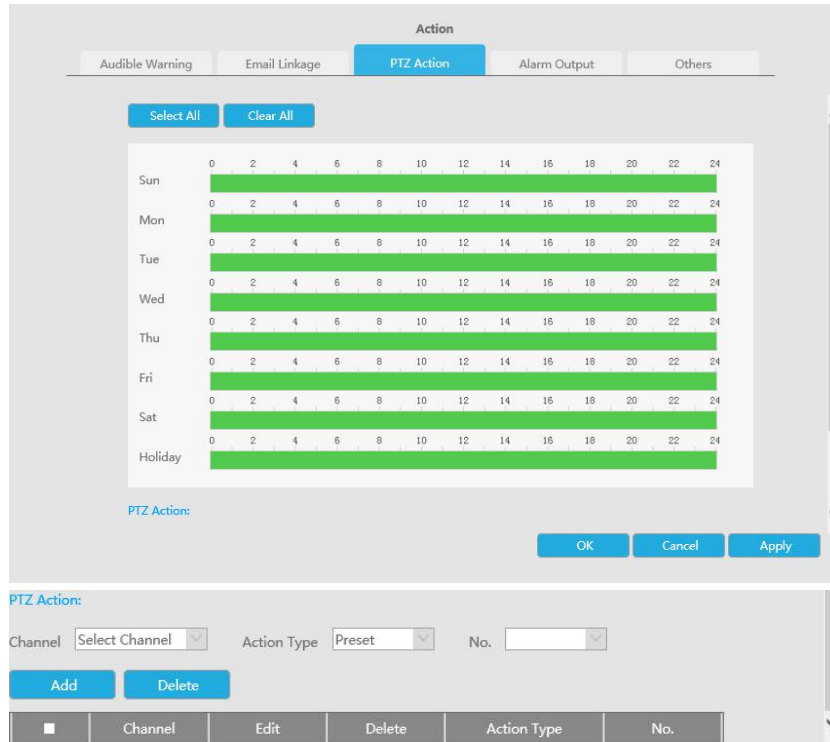 Action
Audible Warning Email Linkage PTZ Action Alarm Output Others
Select All Clear All
0 2 4 6 8 10 12 14 16 18 20 22 24
Sun
0 2 4 6 8 10 12 14 16 18 20 22 24
Mon
0 2 4 6 8 10 12 14 16 18 20 22 24
Tue
0 2 4 6 8 10 12 14 16 18 20 22 24
Wed
0 2 4 6 8 10 12 14 16 18 20 22 24
Thu
0 2 4 6 8 10 12 14 16 18 20 22 24
Fri
0 2 4 6 8 10 12 14 16 18 20 22 24
Sat
0 2 4 6 8 10 12 14 16 18 20 22 24
Holiday
PTZ Action:
OK Cancel Apply
PTZ Action:
Channel Select Channel Action Type Preset No.
Add Delete
Channel Edit Delete Action Type No.